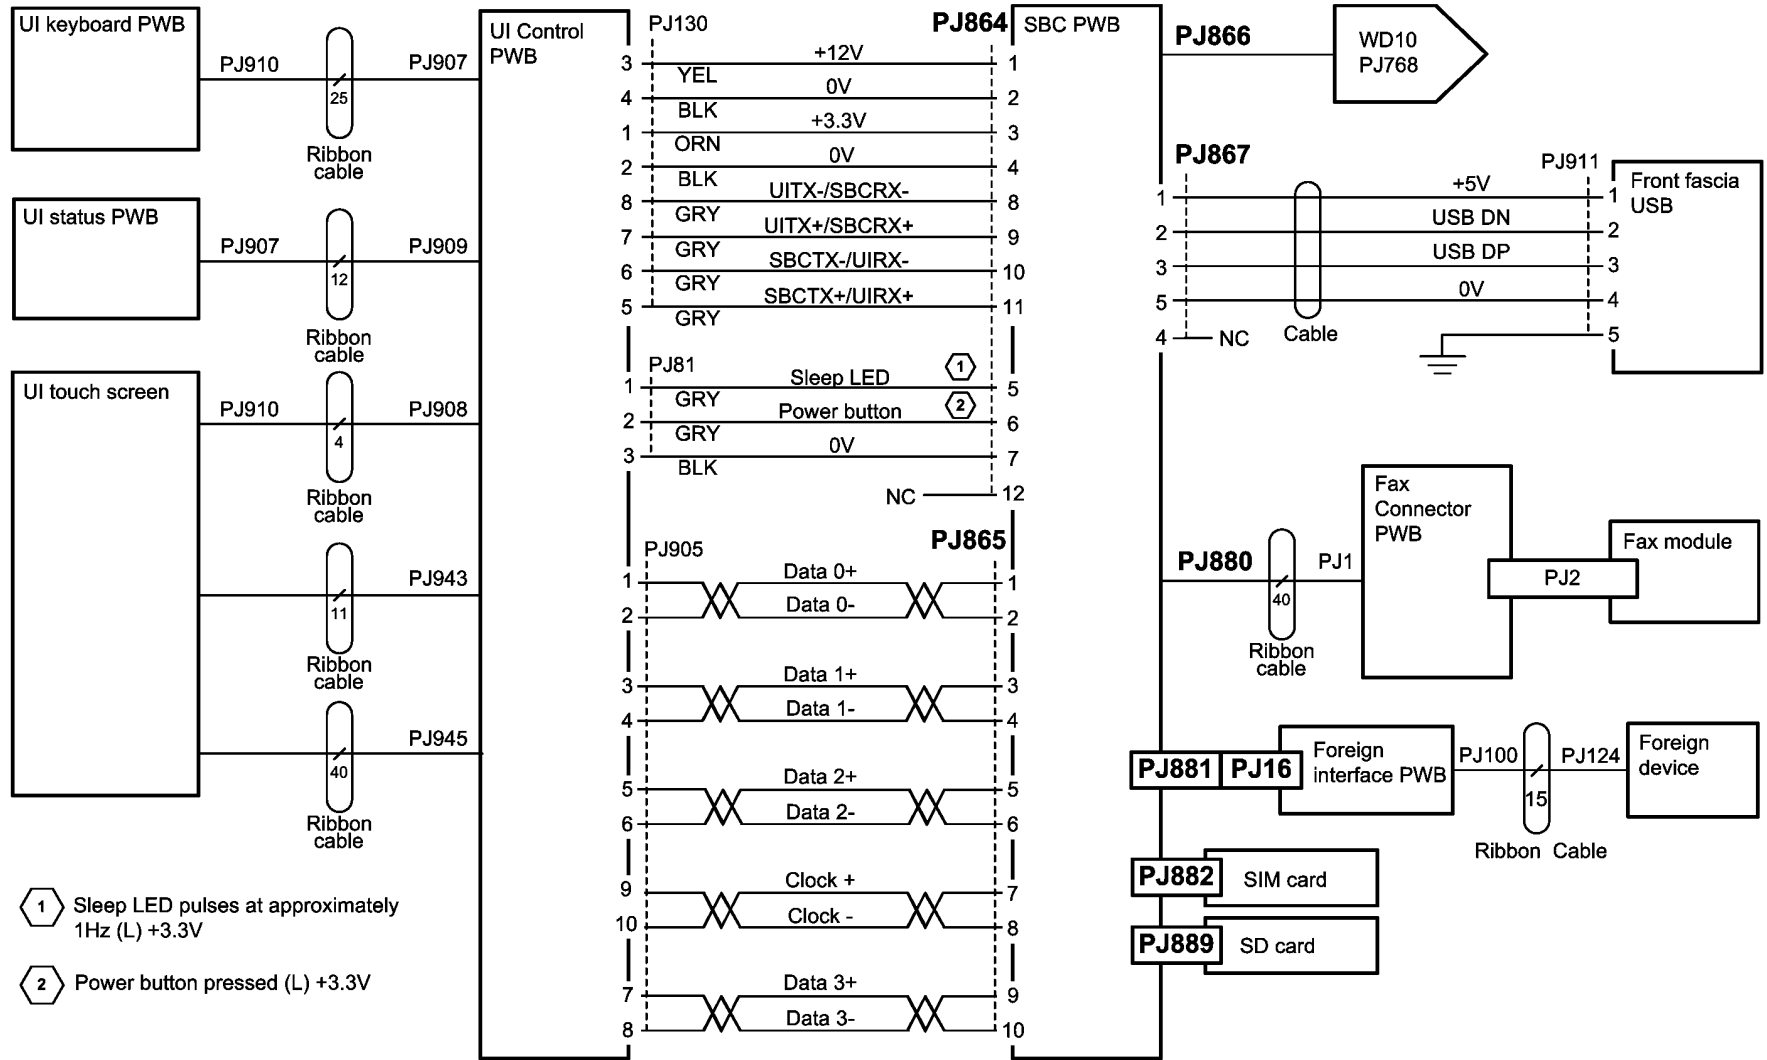 UI keyboard PWB
PJ910
25
PJ907
Ribbon
cable
UI status PWB
PJ907
12
PJ909
Ribbon
cable
UI touch screen
PJ910
4
PJ908
Ribbon
cable
11
PJ943
Ribbon
cable
40
PJ945
Ribbon
cable
1 Sleep LED pulses at approximately
1Hz (L) +3.3V
2 Power button pressed (L) +3.3V
UI Control
PWB
PJ130
PJ864
3 +12V 1
YEL
4 0V 2
BLK
1 +3.3V 3
ORN
2 0V 4
BLK
8 UITX-/SBCRX- 8
GRY
7 UITX+/SBCRX+ 9
GRY
6 SBCTX-/UIRX- 10
GRY
5 SBCTX+/UIRX+ 11
GRY
PJ81
1 Sleep LED 1 5
GRY
2 Power button 2 6
GRY
3 0V 7
BLK
NC 12
PJ905
PJ865
1 Data 0+ 1
2 Data 0- 2
3 Data 1+ 3
4 Data 1- 4
5 Data 2+ 5
6 Data 2- 6
9 Clock + 7
10 Clock - 8
7 Data 3+ 9
8 Data 3- 10
SBC PWB
PJ866
WD10
PJ768
PJ867
PJ911
1 +5V 1
2 USB DN 2
3 USB DP 3
5 0V 4
4 NC
5
Cable
Front fascia
USB
PJ880
40
Ribbon
cable
PJ1
Fax
Connector
PWB
PJ2
Fax module
PJ881
PJ16
Foreign
interface PWB
PJ100
15
PJ124
Ribbon Cable
Foreign
device
PJ882
SIM card
PJ889
SD card